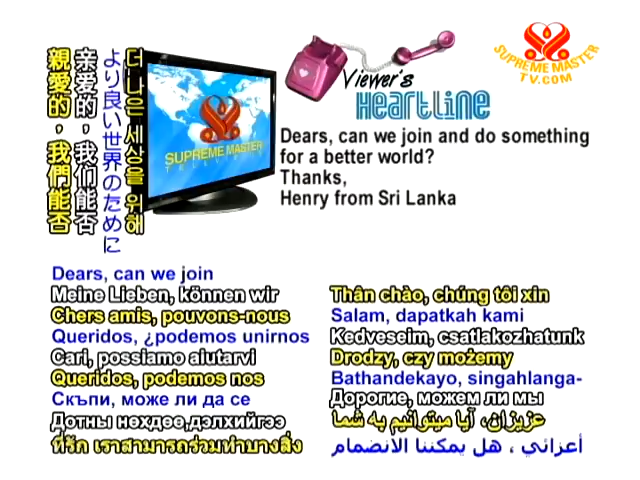 親愛的，我們能否
亲爱的，我们能否
より良い世界のために
더 나은 세상을 위해
SUPREME MASTER
TELEVISION
Viewer's
Heartline
SUPREME MASTER
TV.COM
Dears, can we join and do something
for a better world?
Thanks,
Henry from Sri Lanka
Dears, can we join
Meine Lieben, können wir
Chers amis, pouvons-nous
Queridos, ¿podemos unirnos
Cari, possiamo aiutarvi
Queridos, podemos nos
Скъпи, може ли да се
Дотны нөхдөө,дэлхийгээ
ที่รัก เราสามารถร่วมทำบางสิ่ง
Thân chào, chúng tôi xin
Salam, dapatkah kami
Kedveseim, csatlakozhatunk
Drodzy, czy możemy
Bathandekayo, singahlanga-
Дорогие, можем ли мы
عزیزان، آیا میتوانیم به شما
أعزائي ، هل يمكننا الانضمام